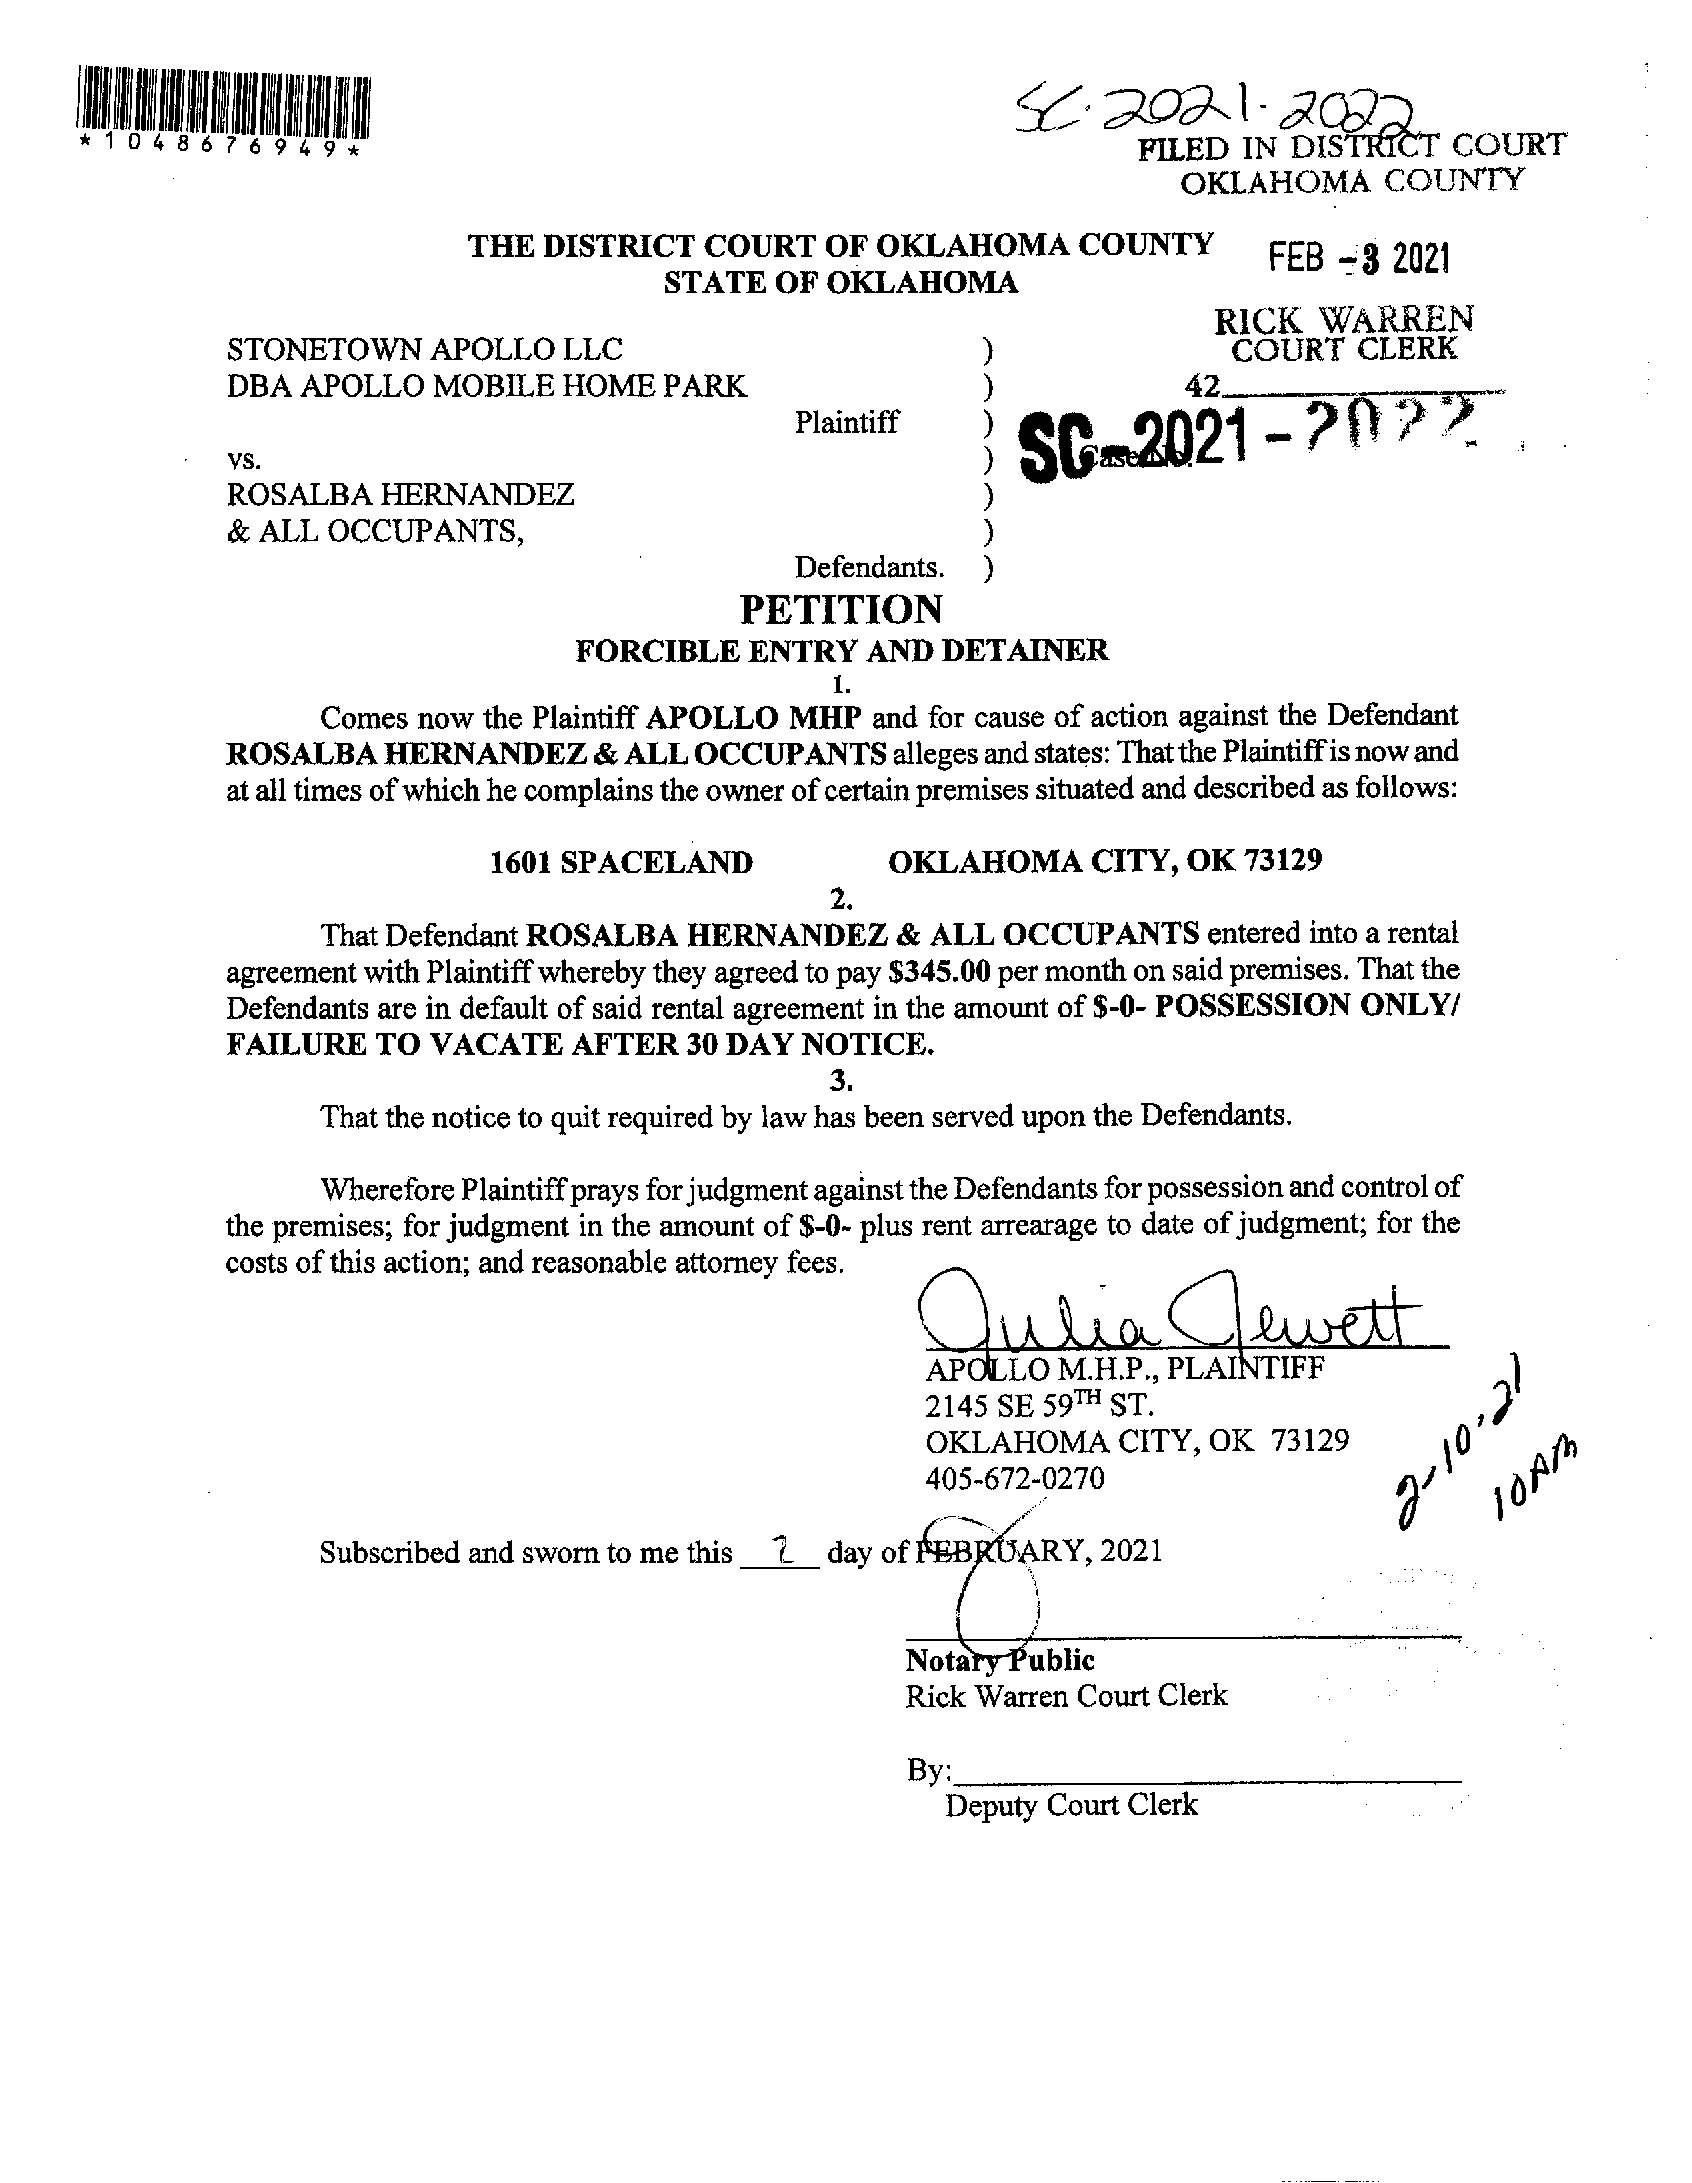 *1048676949*
SC-2021-2022
FILED IN DISTRICT COURT
OKLAHOMA COUNTY
THE DISTRICT COURT OF OKLAHOMA COUNTY
STATE OF OKLAHOMA
FEB -3 2021
RICK WARREN
COURT CLERK
42
STONETOWN APOLLO LLC )
DBA APOLLO MOBILE HOME PARK )
Plaintiff )
SC-2021-2022
Case No.
vs. )
ROSALBA HERNANDEZ )
& ALL OCCUPANTS, )
Defendants. )
PETITION
FORCIBLE ENTRY AND DETAINER
1.
Comes now the Plaintiff APOLLO MHP and for cause of action against the Defendant
ROSALBA HERNANDEZ & ALL OCCUPANTS alleges and states: That the Plaintiff is now and
at all times of which he complains the owner of certain premises situated and described as follows:
1601 SPACELAND OKLAHOMA CITY, OK 73129
2.
That Defendant ROSALBA HERNANDEZ & ALL OCCUPANTS entered into a rental
agreement with Plaintiff whereby they agreed to pay $345.00 per month on said premises. That the
Defendants are in default of said rental agreement in the amount of $-0- POSSESSION ONLY/
FAILURE TO VACATE AFTER 30 DAY NOTICE.
3.
That the notice to quit required by law has been served upon the Defendants.
Wherefore Plaintiff prays for judgment against the Defendants for possession and control of
the premises; for judgment in the amount of $-0- plus rent arrearage to date of judgment; for the
costs of this action; and reasonable attorney fees.
Julia Jewett
APOLLO M.H.P., PLAINTIFF
2145 SE 59TH ST.
OKLAHOMA CITY, OK 73129
405-672-0270
2-10-21
10AM
Subscribed and sworn to me this 2 day of FEBRUARY, 2021
Notary Public
Rick Warren Court Clerk
By:
Deputy Court Clerk